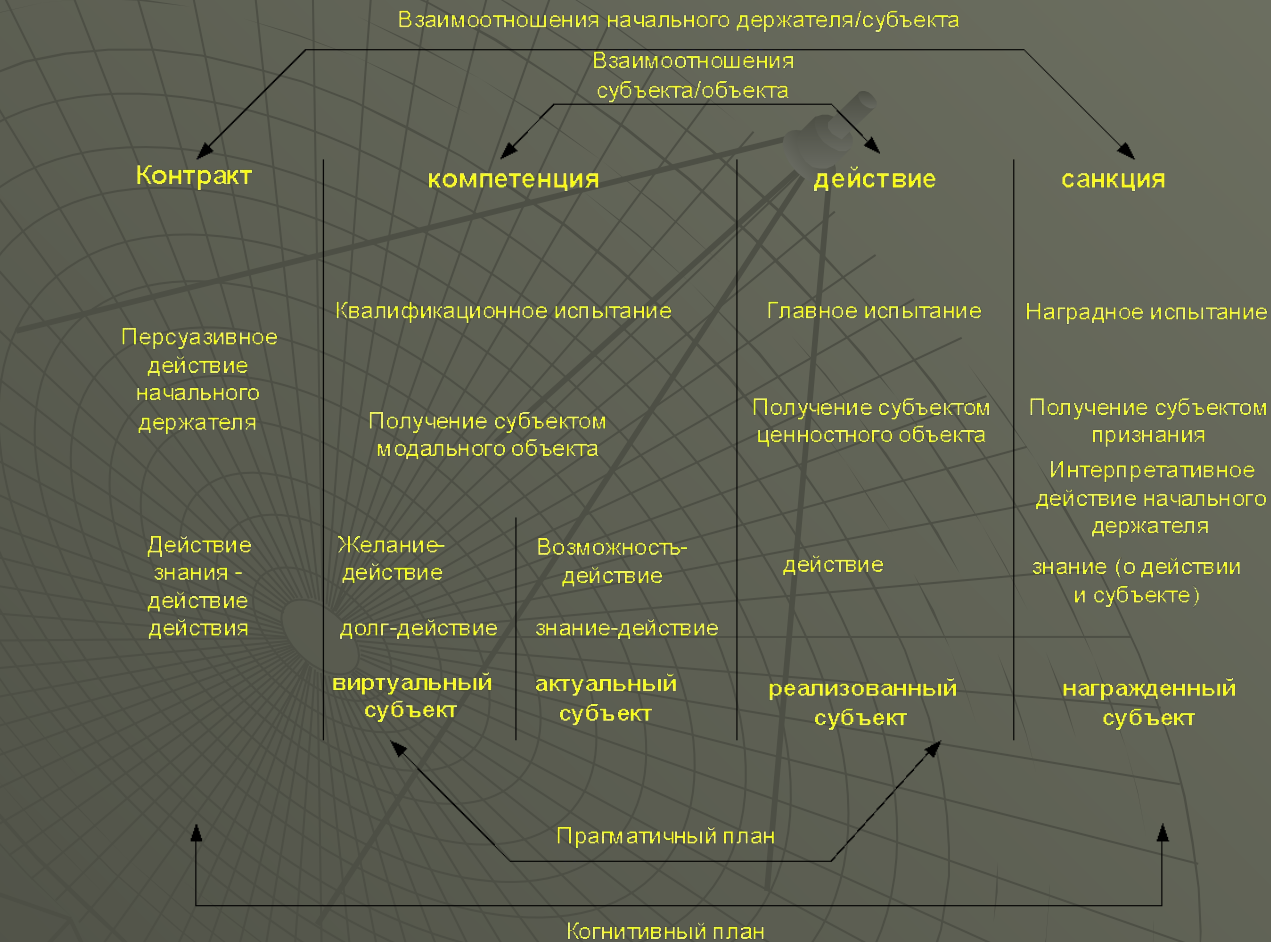 Взаимоотношения начального держателя/субъекта
Взаимоотношения
субъекта/объекта
Контракт
компетенция
действие
санкция
Персуазивное
действие
начального
держателя
Действие
знания -
действие
действия
Квалификационное испытание
Получение субъектом
модального объекта
Желание-
действие
долг-действие
виртуальный
субъект
Возможность-
действие
знание-действие
актуальный
субъект
Главное испытание
Получение субъектом
ценностного объекта
действие
реализованный
субъект
Наградное испытание
Получение субъектом
признания
Интерпретативное
действие начального
держателя
знание (о действии
и субъекте)
награжденный
субъект
Прагматичный план
Когнитивный план